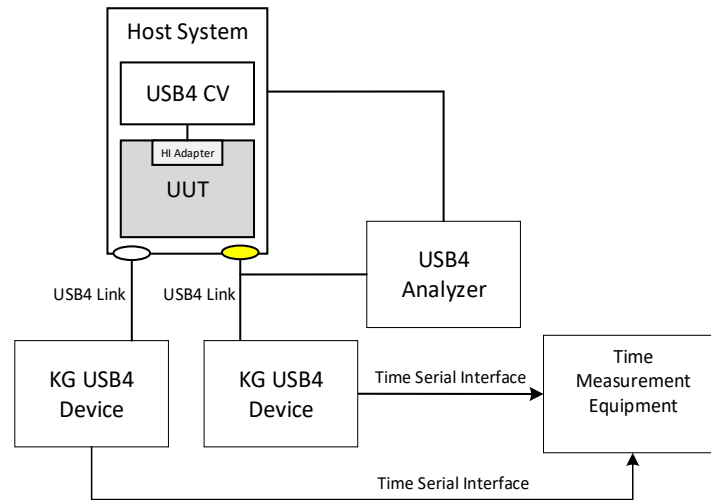 Host System
USB4 CV
HI Adapter
UUT
USB4 Link
USB4 Link
USB4
Analyzer
KG USB4
Device
KG USB4
Device
Time Serial Interface
Time
Measurement
Equipment
Time Serial Interface